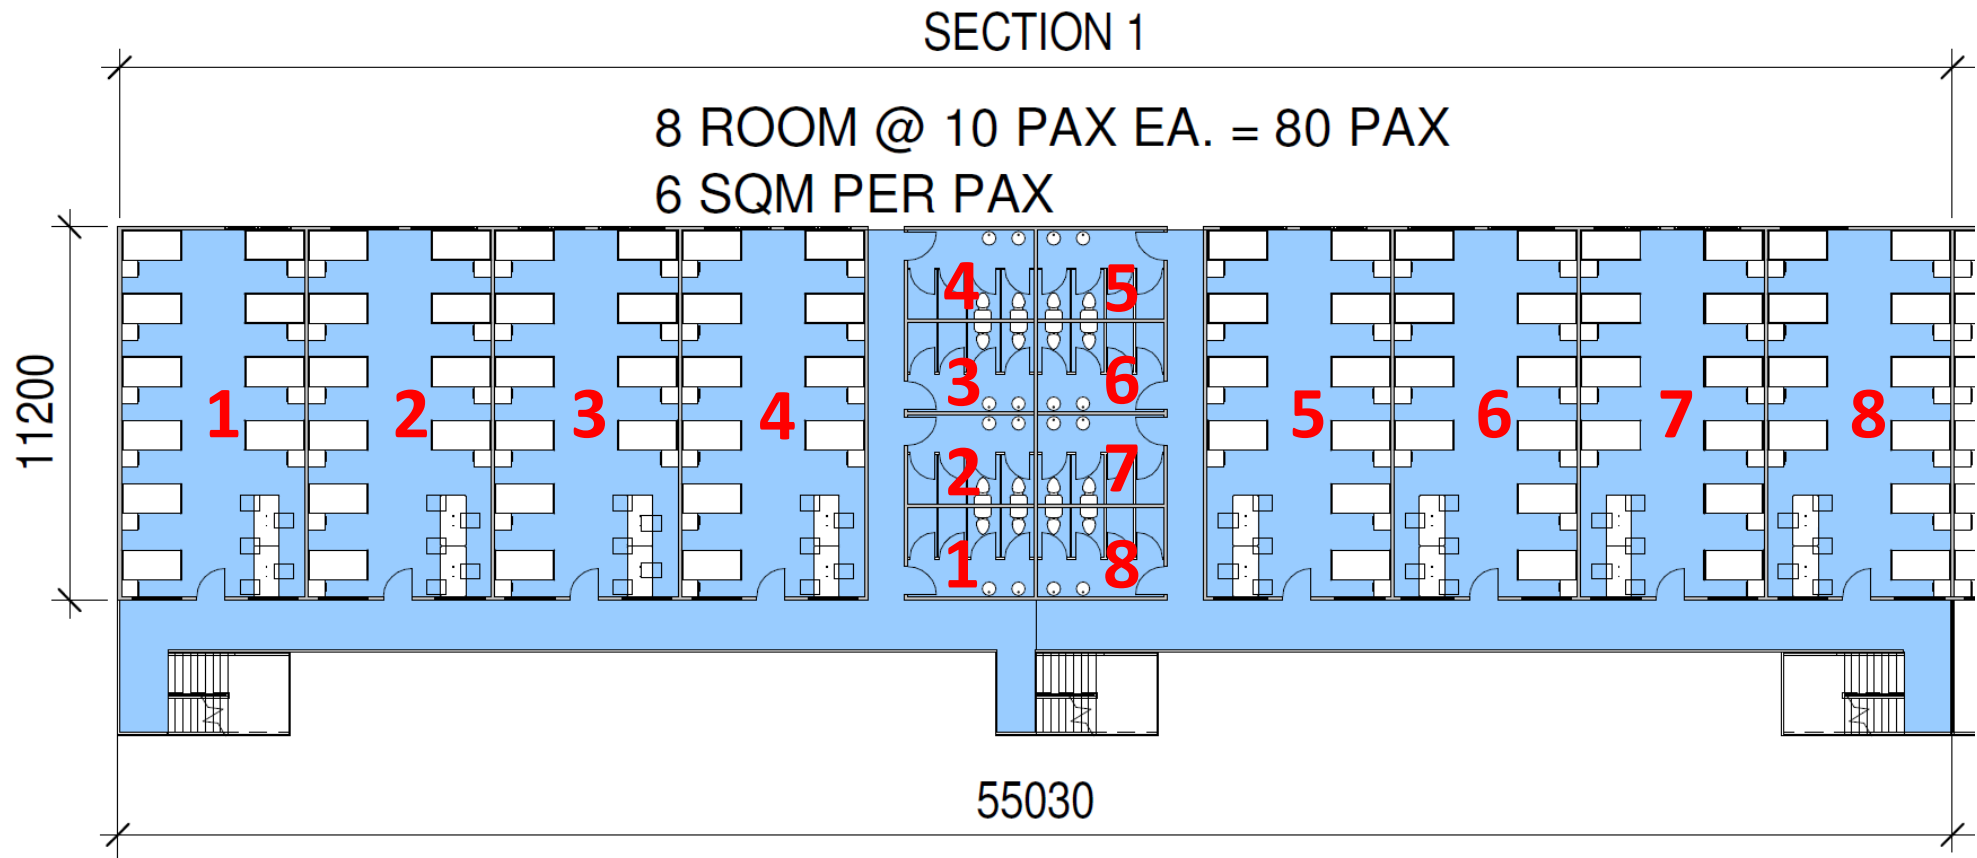 SECTION 1
8 ROOM @ 10 PAX EA. = 80 PAX
6 SQM PER PAX
11200
4 5
3 6
1 2 3 4 5 6 7 8
2 7
1 8
55030